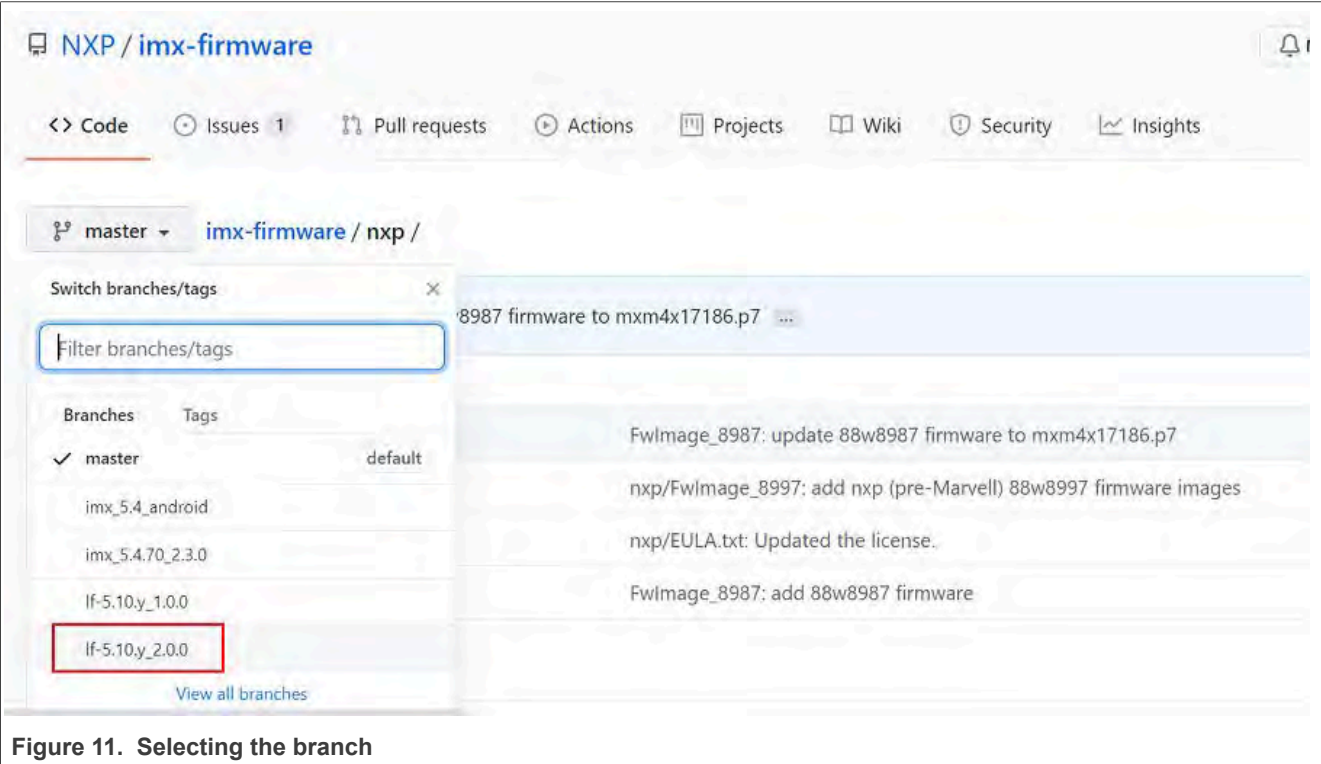 NXP / imx-firmware
<> Code Issues 1 Pull requests Actions Projects Wiki Security Insights
master imx-firmware / nxp /
Switch branches/tags
8987 firmware to mxm4x17186.p7 ...
Filter branches/tags
Branches Tags
FwImage_8987: update 88w8987 firmware to mxm4x17186.p7
master default
nxp/FwImage_8997: add nxp (pre-Marvell) 88w8997 firmware images
imx_5.4_android
nxp/EULA.txt: Updated the license.
imx_5.4.70_2.3.0
FwImage_8987: add 88w8987 firmware
lf-5.10.y_1.0.0
lf-5.10.y_2.0.0
View all branches
Figure 11. Selecting the branch